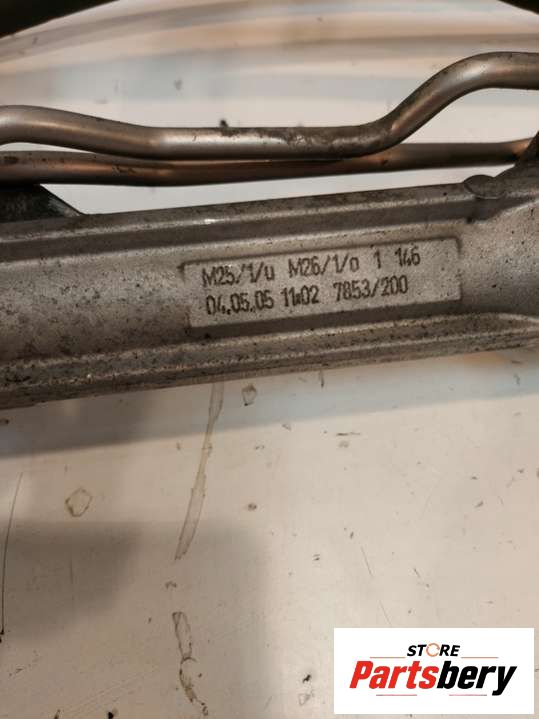 M25/1/u M26/1/o 1 146
04.05.05 11:02 7853/200
STORE
Partsbery